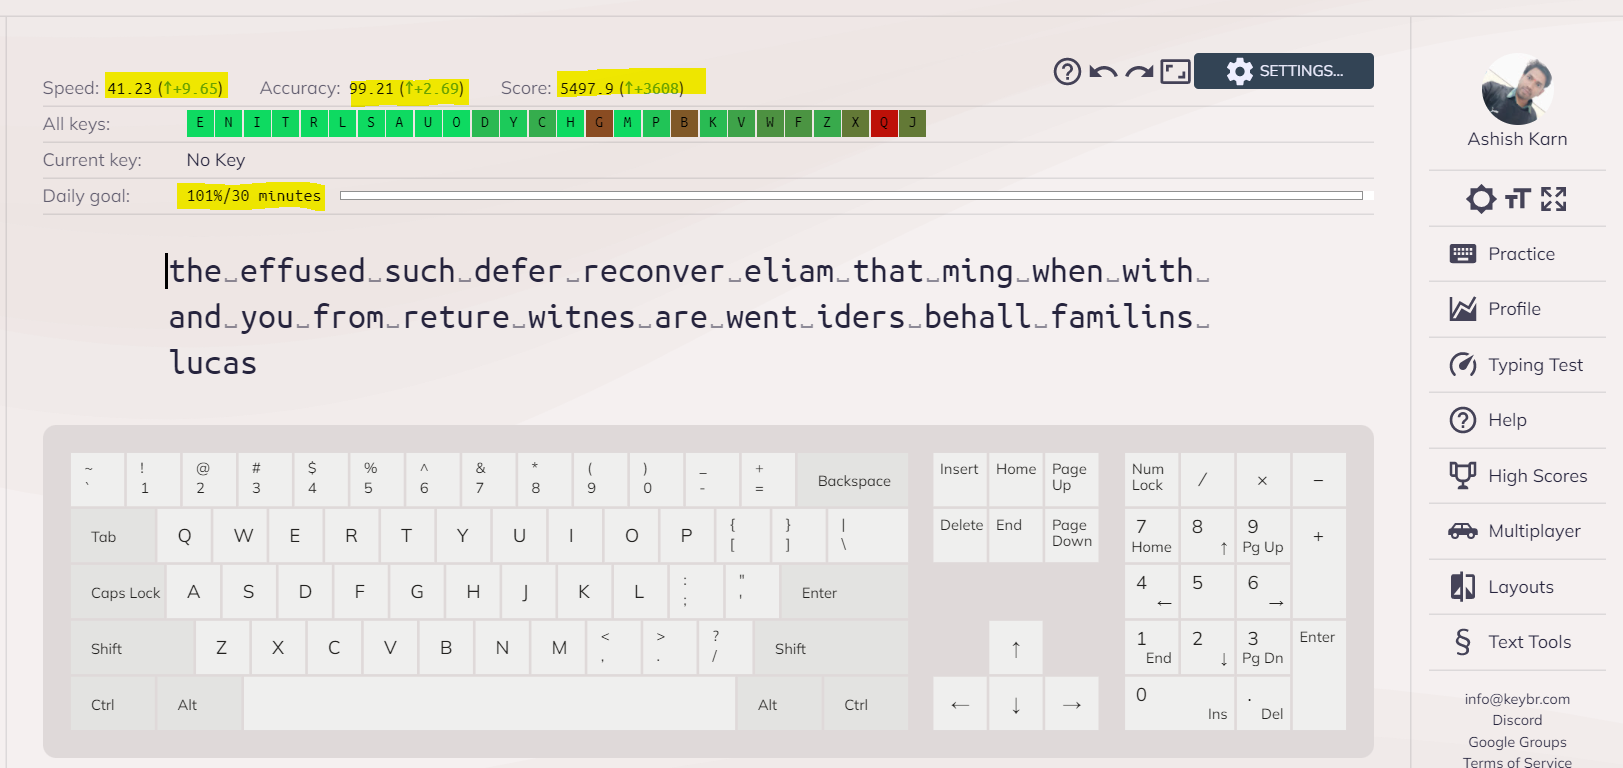 Speed: 41.23 (↑+9.65) Accuracy: 99.21 (↑+2.69) Score: 5497.9 (↑+3608)
SETTINGS...
All keys: E N I T R L S A U O D Y C H G M P B K V W F Z X Q J
Current key: No Key
Daily goal: 101%/30 minutes
the␣effused␣such␣defer␣reconver␣eliam␣that␣ming␣when␣with␣
and␣you␣from␣reture␣witnes␣are␣went␣iders␣behall␣familins␣
lucas
~ ! @ # $ % ^ & * ( ) _ +
` 1 2 3 4 5 6 7 8 9 0 - = Backspace
Tab Q W E R T Y U I O P { [ } ] | \
Caps Lock A S D F G H J K L : ; " ' Enter
Shift Z X C V B N M < , > . ? / Shift
Ctrl Alt Alt Ctrl
Insert Home Page Up
Delete End Page Down
↑
← ↓ →
Num Lock / × −
7 Home 8 ↑ 9 Pg Up +
4 ← 5 6 →
1 End 2 ↓ 3 Pg Dn Enter
0 Ins . Del
Ashish Karn
TT
Practice
Profile
Typing Test
Help
High Scores
Multiplayer
Layouts
§ Text Tools
info@keybr.com
Discord
Google Groups
Terms of Service